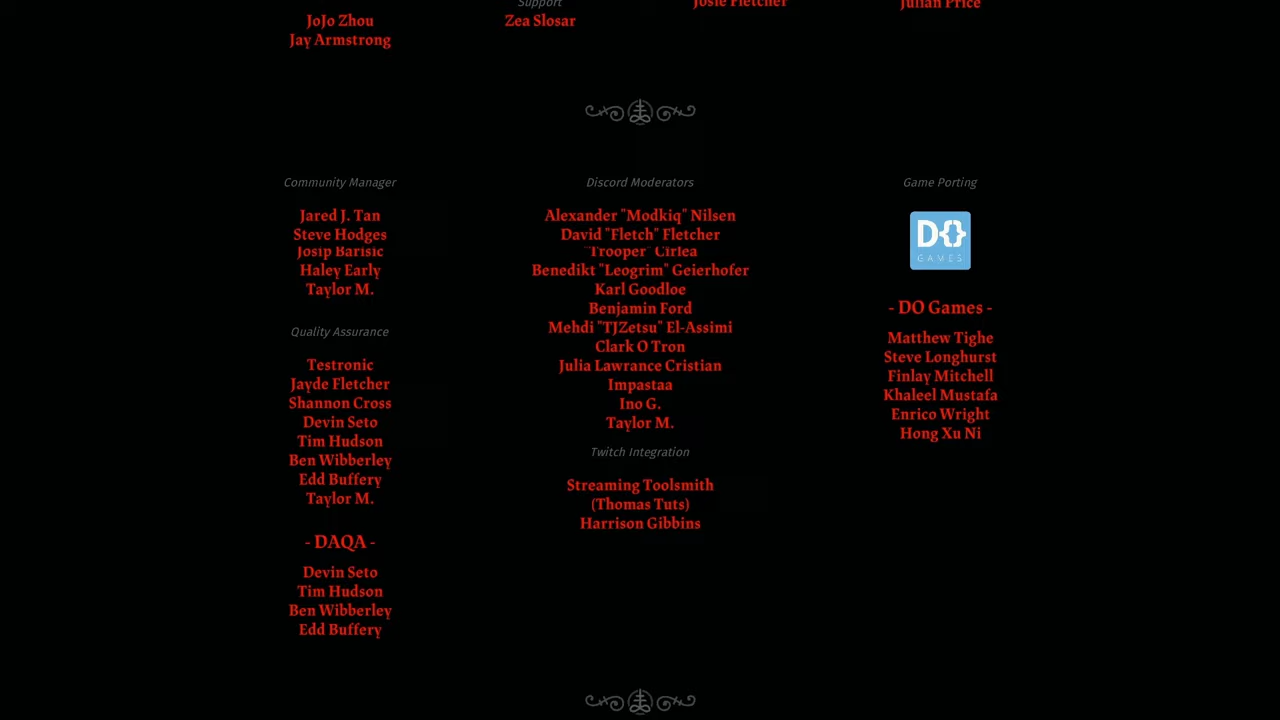 Support
Josie Fletcher
Julian Price
JoJo Zhou
Zea Slosar
Jay Armstrong
Community Manager
Jared J. Tan
Steve Hodges
Josip Barisic
Haley Early
Taylor M.
Quality Assurance
Testronic
Jayde Fletcher
Shannon Cross
Devin Seto
Tim Hudson
Ben Wibberley
Edd Buffery
Taylor M.
- DAQA -
Devin Seto
Tim Hudson
Ben Wibberley
Edd Buffery
Discord Moderators
Alexander "Modkiq" Nilsen
David "Fletch" Fletcher
"Trooper" Cirlea
Benedikt "Leogrim" Geierhofer
Karl Goodloe
Benjamin Ford
Mehdi "TJZetsu" El-Assimi
Clark O Tron
Julia Lawrance Cristian
Impastaa
Ino G.
Taylor M.
Twitch Integration
Streaming Toolsmith
(Thomas Tuts)
Harrison Gibbins
Game Porting
D{}
GAMES
- DO Games -
Matthew Tighe
Steve Longhurst
Finlay Mitchell
Khaleel Mustafa
Enrico Wright
Hong Xu Ni